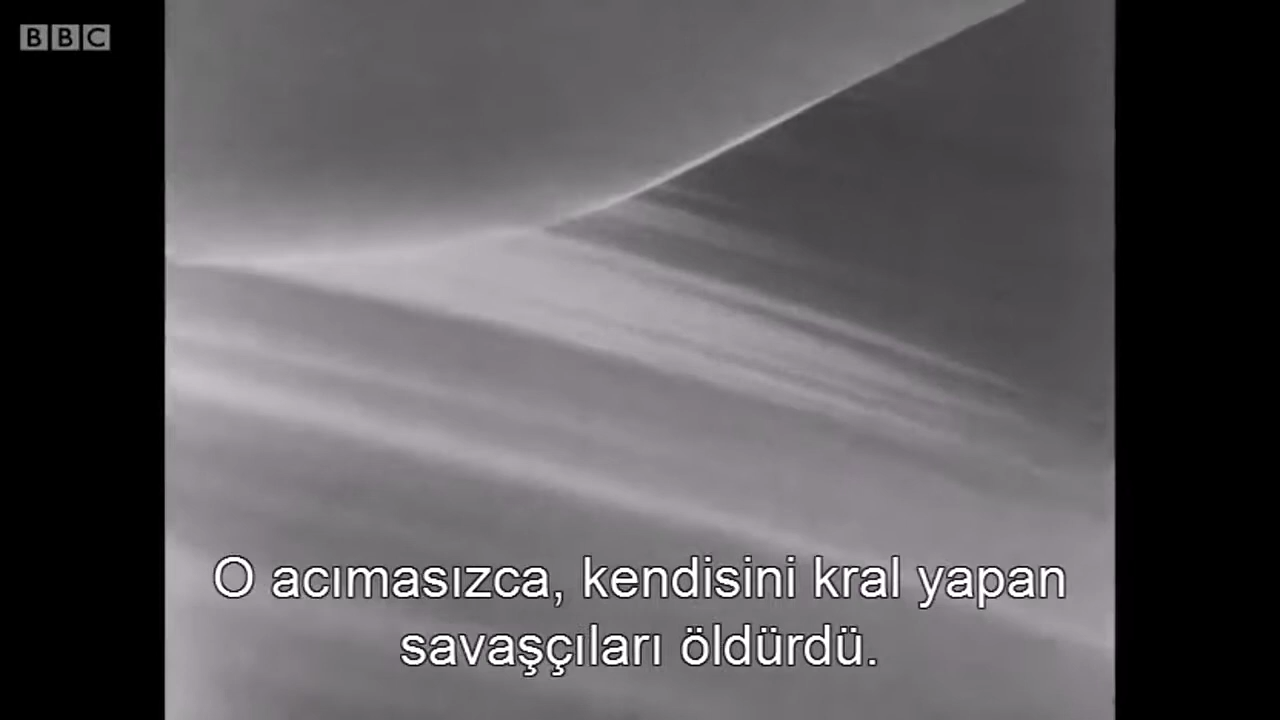 BBC
O acımasızca, kendisini kral yapan
savaşçıları öldürdü.